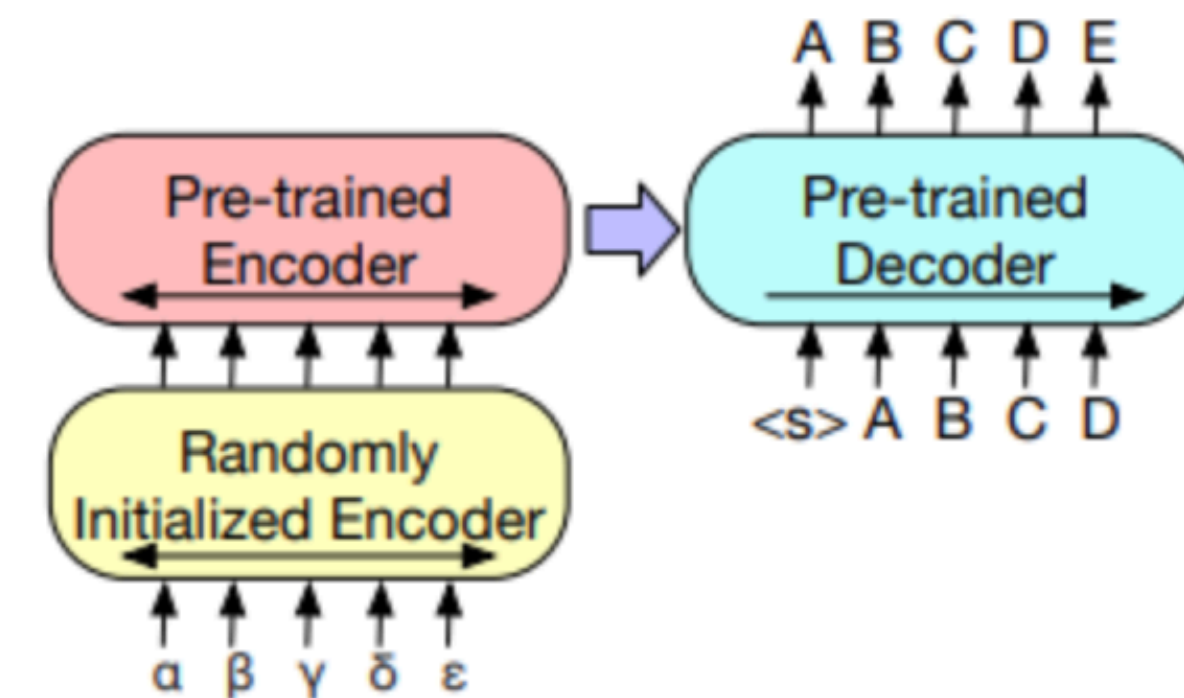 A B C D E
Pre-trained
Encoder
Pre-trained
Decoder
<s> A B C D
Randomly
Initialized Encoder
α β γ δ ε